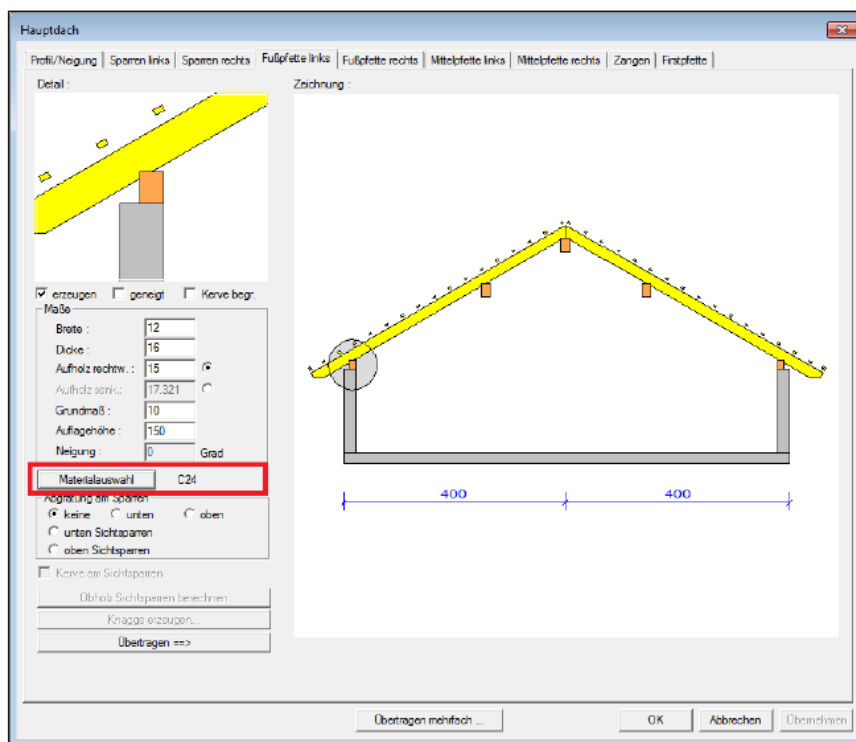 Hauptdach
Profil/Neigung Sparren links Sparren rechts Fußpfette links Fußpfette rechts Mittelpfette links Mittelpfette rechts Zangen Firstpfette
Detail :
Zeichnung :
erzeugen geneigt Kerve begr.
Maße
Breite : 12
Dicke : 16
Aufholz rechtw. : 15
Aufholz senk.: 17.321
Grundmaß : 10
Auflagehöhe : 150
Neigung : 0 Grad
Materialauswahl C24
Abgratung am Sparren
keine unten oben
unten Sichtsparren
oben Sichtsparren
Kerve am Sichtsparren
Obholz Sichtsparren berechnen
Knagge erzeugen...
Übertragen ==>
400 400
Übertragen mehrfach ... OK Abbrechen Übernehmen